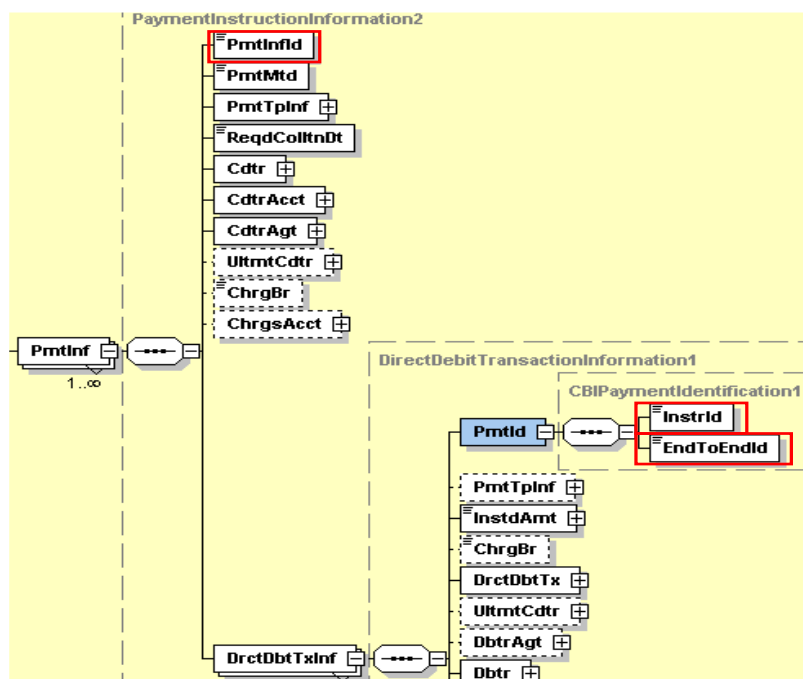 PaymentInstructionInformation2
PmtInfId
PmtMtd
PmtTpInf
ReqdColltnDt
Cdtr
CdtrAcct
CdtrAgt
UltmtCdtr
ChrgBr
ChrgsAcct
PmtInf
1..∞
DirectDebitTransactionInformation1
CBIPaymentIdentification1
PmtId
InstrId
EndToEndId
PmtTpInf
InstdAmt
ChrgBr
DrctDbtTx
UltmtCdtr
DbtrAgt
DrctDbtTxInf
Dbtr